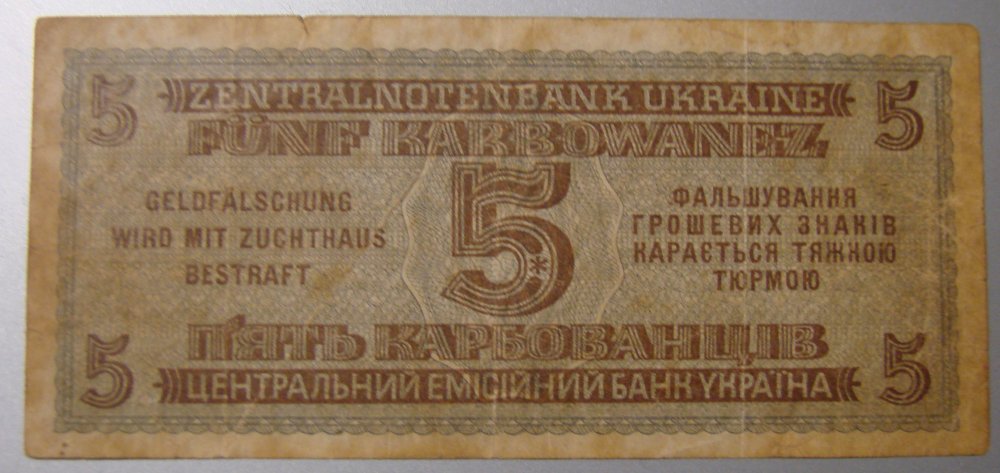 5 ZENTRALNOTENBANK UKRAINE 5
FÜNF KARBOWANEZ
5
GELDFÄLSCHUNG
WIRD MIT ZUCHTHAUS
BESTRAFT
ФАЛЬШУВАННЯ
ГРОШЕВИХ ЗНАКІВ
КАРАЄТЬСЯ ТЯЖКОЮ
ТЮРМОЮ
П'ЯТЬ КАРБОВАНЦІВ
5 ЦЕНТРАЛЬНИЙ ЕМІСІЙНИЙ БАНК УКРАЇНА 5